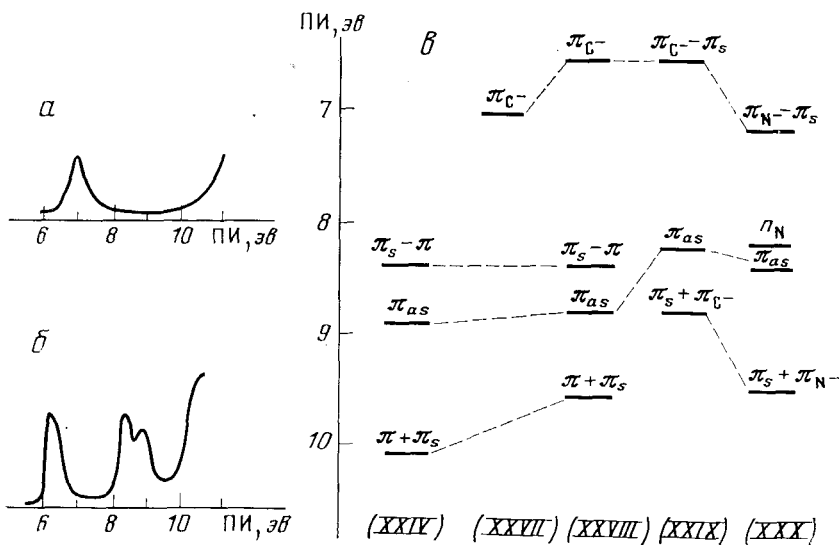 а
6 8 10 ПИ, эв
б
6 8 10 ПИ, эв
ПИ, эв
в
7
8
9
10
π_C- π_C- – π_S
π_C-
π_N- – π_S
π_S – π π_S – π π_as n_N
π_as
π_as π_as π_S + π_C-
π + π_S π_S + π_N-
π + π_S
(XXIV) (XXVII) (XXVIII) (XXIX) (XXX)